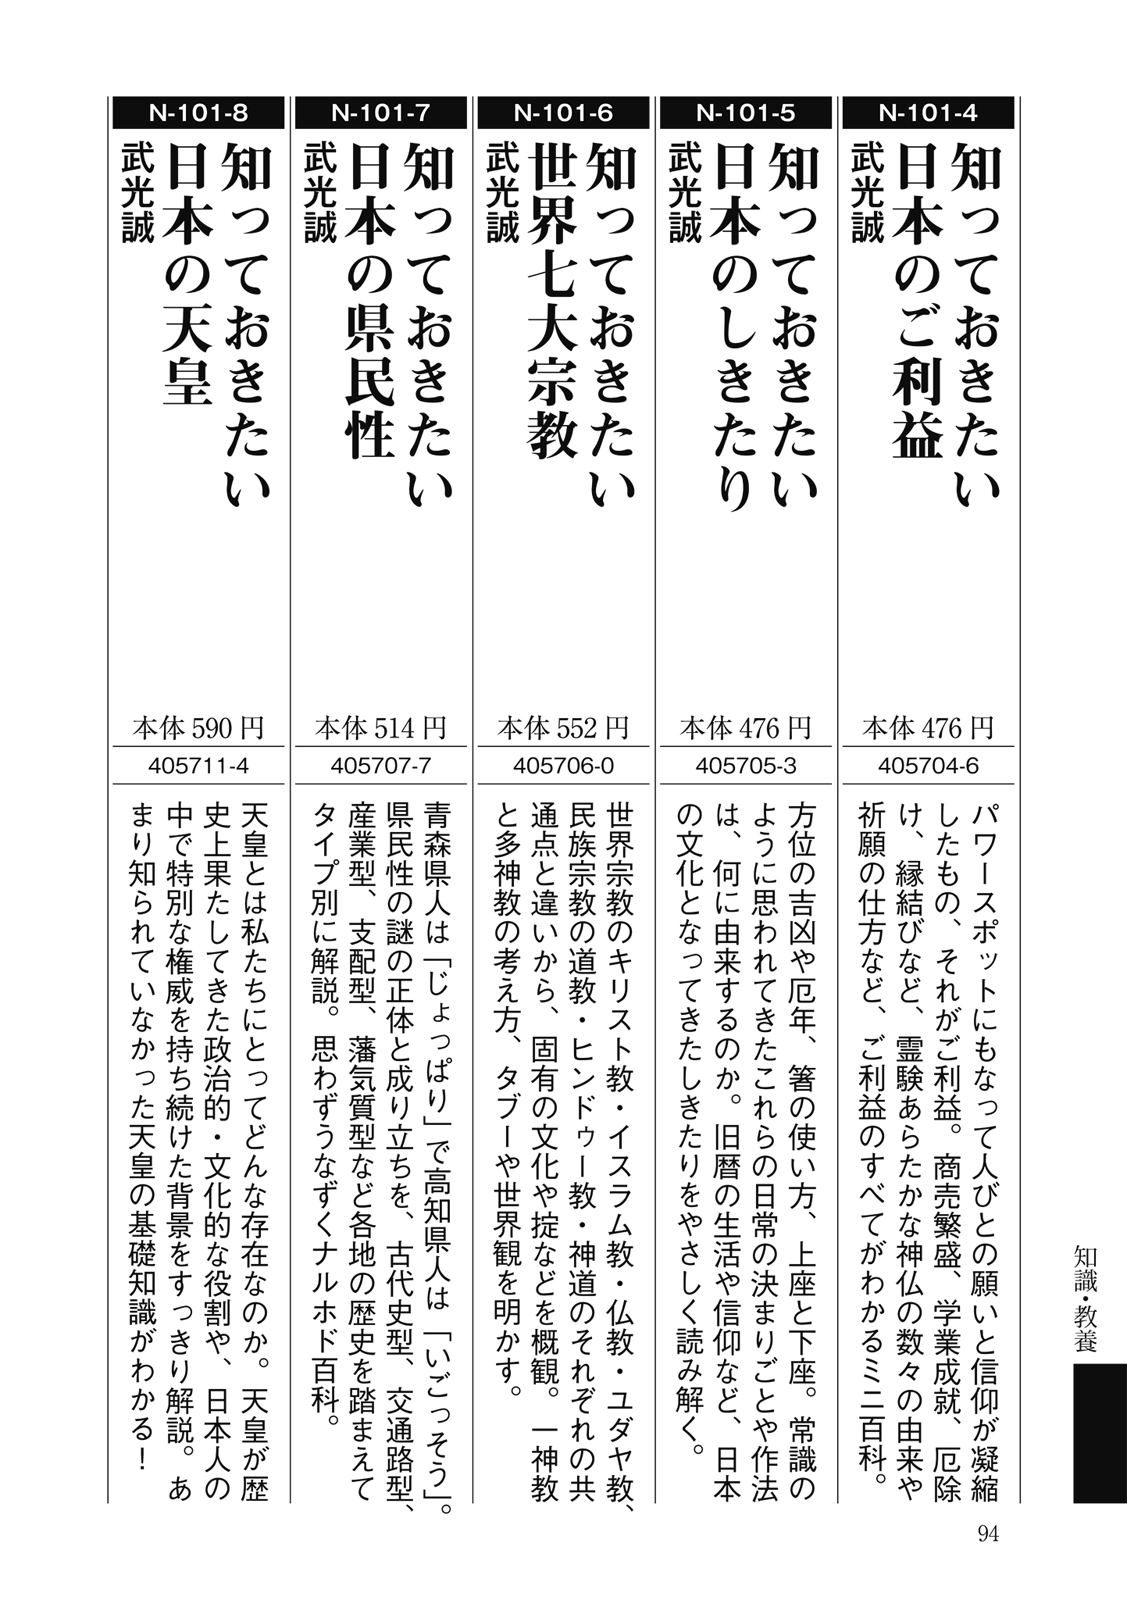 N-101-4
知っておきたい
日本のご利益
武光誠
本体 476 円
405704-6
パワースポットにもなって人びとの願いと信仰が凝縮
したもの、それがご利益。商売繁盛、学業成就、厄除
け、縁結びなど、霊験あらたかな神仏の数々の由来や
祈願の仕方など、ご利益のすべてがわかるミニ百科。
N-101-5
知っておきたい
日本のしきたり
武光誠
本体 476 円
405705-3
方位の吉凶や厄年、箸の使い方、上座と下座。常識の
ように思われてきたこれらの日常の決まりごとや作法
は、何に由来するのか。旧暦の生活や信仰など、日本
の文化となってきたしきたりをやさしく読み解く。
N-101-6
知っておきたい
世界七大宗教
武光誠
本体 552 円
405706-0
世界宗教のキリスト教・イスラム教・仏教・ユダヤ教、
民族宗教の道教・ヒンドゥー教・神道のそれぞれの共
通点と違いから、固有の文化や掟などを概観。一神教
と多神教の考え方、タブーや世界観を明かす。
N-101-7
知っておきたい
日本の県民性
武光誠
本体 514 円
405707-7
青森県人は「じょっぱり」で高知県人は「いごっそう」。
県民性の謎の正体と成り立ちを、古代史型、交通路型、
産業型、支配型、藩気質型など各地の歴史を踏まえて
タイプ別に解説。思わずうなずくナルホド百科。
N-101-8
知っておきたい
日本の天皇
武光誠
本体 590 円
405711-4
天皇とは私たちにとってどんな存在なのか。天皇が歴
史上果たしてきた政治的・文化的な役割や、日本人の
中で特別な権威を持ち続けた背景をすっきり解説。あ
まり知られていなかった天皇の基礎知識がわかる！
知識・教養
94